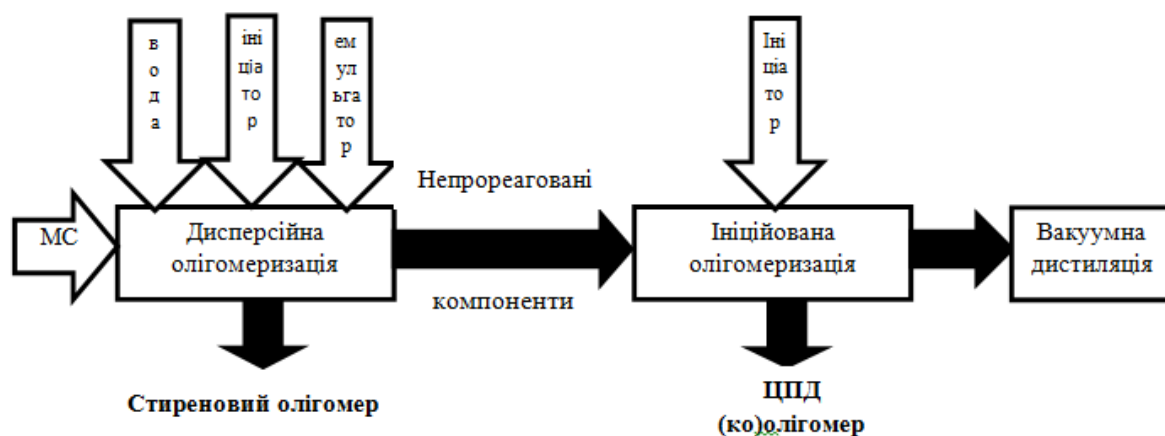 в
о
д
а
іні
ціа
то
р
ем
ул
ьга
то
р
Іні
ціа
то
р
Непрореаговані
МС
Дисперсійна
олігомеризація
Ініційована
олігомеризація
Вакуумна
дистиляція
компоненти
Стиреновий олігомер
ЦПД
(ко)олігомер